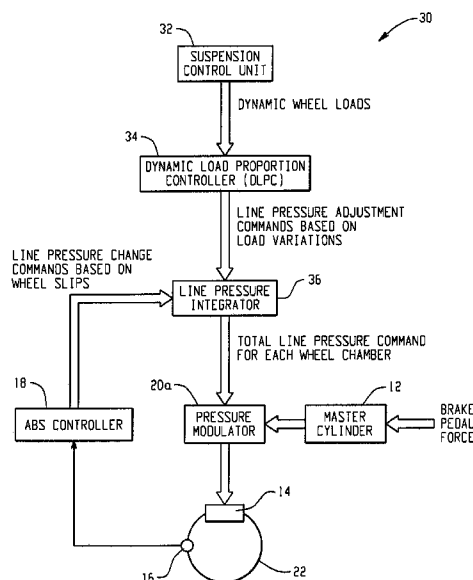 30
32
SUSPENSION
CONTROL UNIT
DYNAMIC WHEEL LOADS
34
DYNAMIC LOAD PROPORTION
CONTROLLER (DLPC)
LINE PRESSURE ADJUSTMENT
COMMANDS BASED ON
LOAD VARIATIONS
LINE PRESSURE CHANGE
COMMANDS BASED ON
WHEEL SLIPS
LINE PRESSURE
INTEGRATOR
36
TOTAL LINE PRESSURE COMMAND
FOR EACH WHEEL CHAMBER
18
ABS CONTROLLER
20a
PRESSURE
MODULATOR
12
MASTER
CYLINDER
BRAKE
PEDAL
FORCE
14
16
22